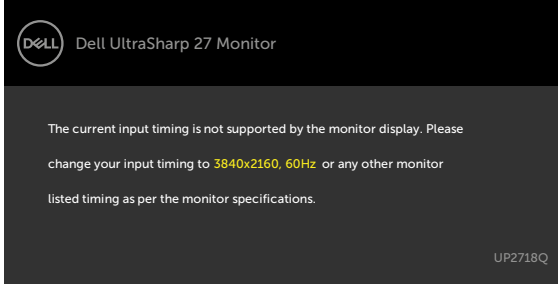 DELL
Dell UltraSharp 27 Monitor
The current input timing is not supported by the monitor display. Please
change your input timing to 3840x2160, 60Hz or any other monitor
listed timing as per the monitor specifications.
UP2718Q